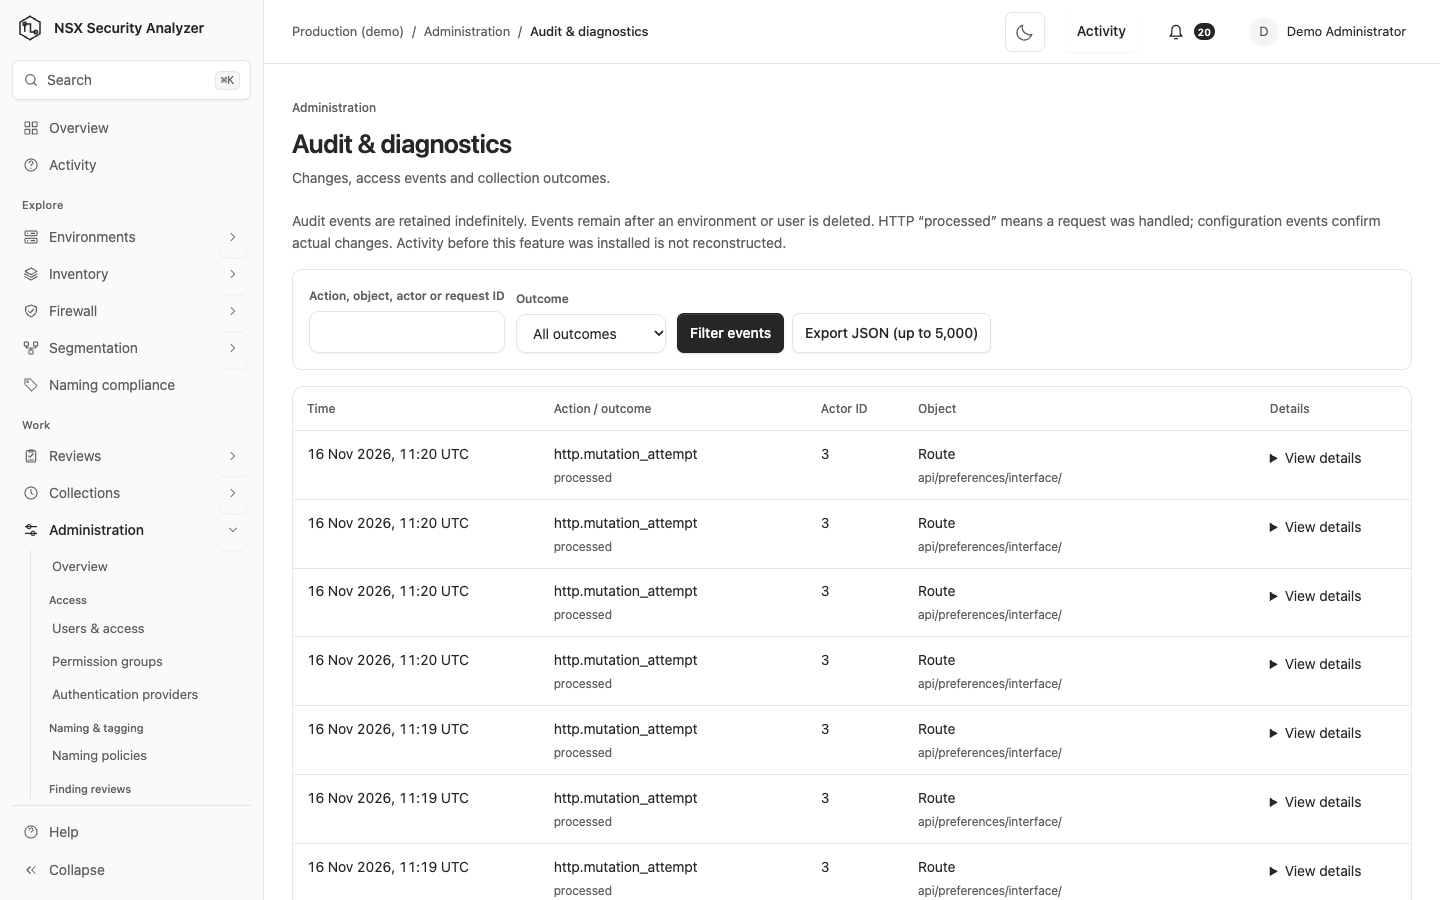 NSX Security Analyzer
Search ⌘K
Overview
Activity
Explore
Environments
Inventory
Firewall
Segmentation
Naming compliance
Work
Reviews
Collections
Administration
Overview
Access
Users & access
Permission groups
Authentication providers
Naming & tagging
Naming policies
Finding reviews
Help
Collapse
Production (demo) / Administration / Audit & diagnostics
Activity
20
D Demo Administrator
Administration
Audit & diagnostics
Changes, access events and collection outcomes.
Audit events are retained indefinitely. Events remain after an environment or user is deleted. HTTP “processed” means a request was handled; configuration events confirm
actual changes. Activity before this feature was installed is not reconstructed.
Action, object, actor or request ID Outcome
All outcomes Filter events Export JSON (up to 5,000)
Time Action / outcome Actor ID Object Details
16 Nov 2026, 11:20 UTC http.mutation_attempt 3 Route View details
processed api/preferences/interface/
16 Nov 2026, 11:20 UTC http.mutation_attempt 3 Route View details
processed api/preferences/interface/
16 Nov 2026, 11:20 UTC http.mutation_attempt 3 Route View details
processed api/preferences/interface/
16 Nov 2026, 11:20 UTC http.mutation_attempt 3 Route View details
processed api/preferences/interface/
16 Nov 2026, 11:19 UTC http.mutation_attempt 3 Route View details
processed api/preferences/interface/
16 Nov 2026, 11:19 UTC http.mutation_attempt 3 Route View details
processed api/preferences/interface/
16 Nov 2026, 11:19 UTC http.mutation_attempt 3 Route View details
processed api/preferences/interface/